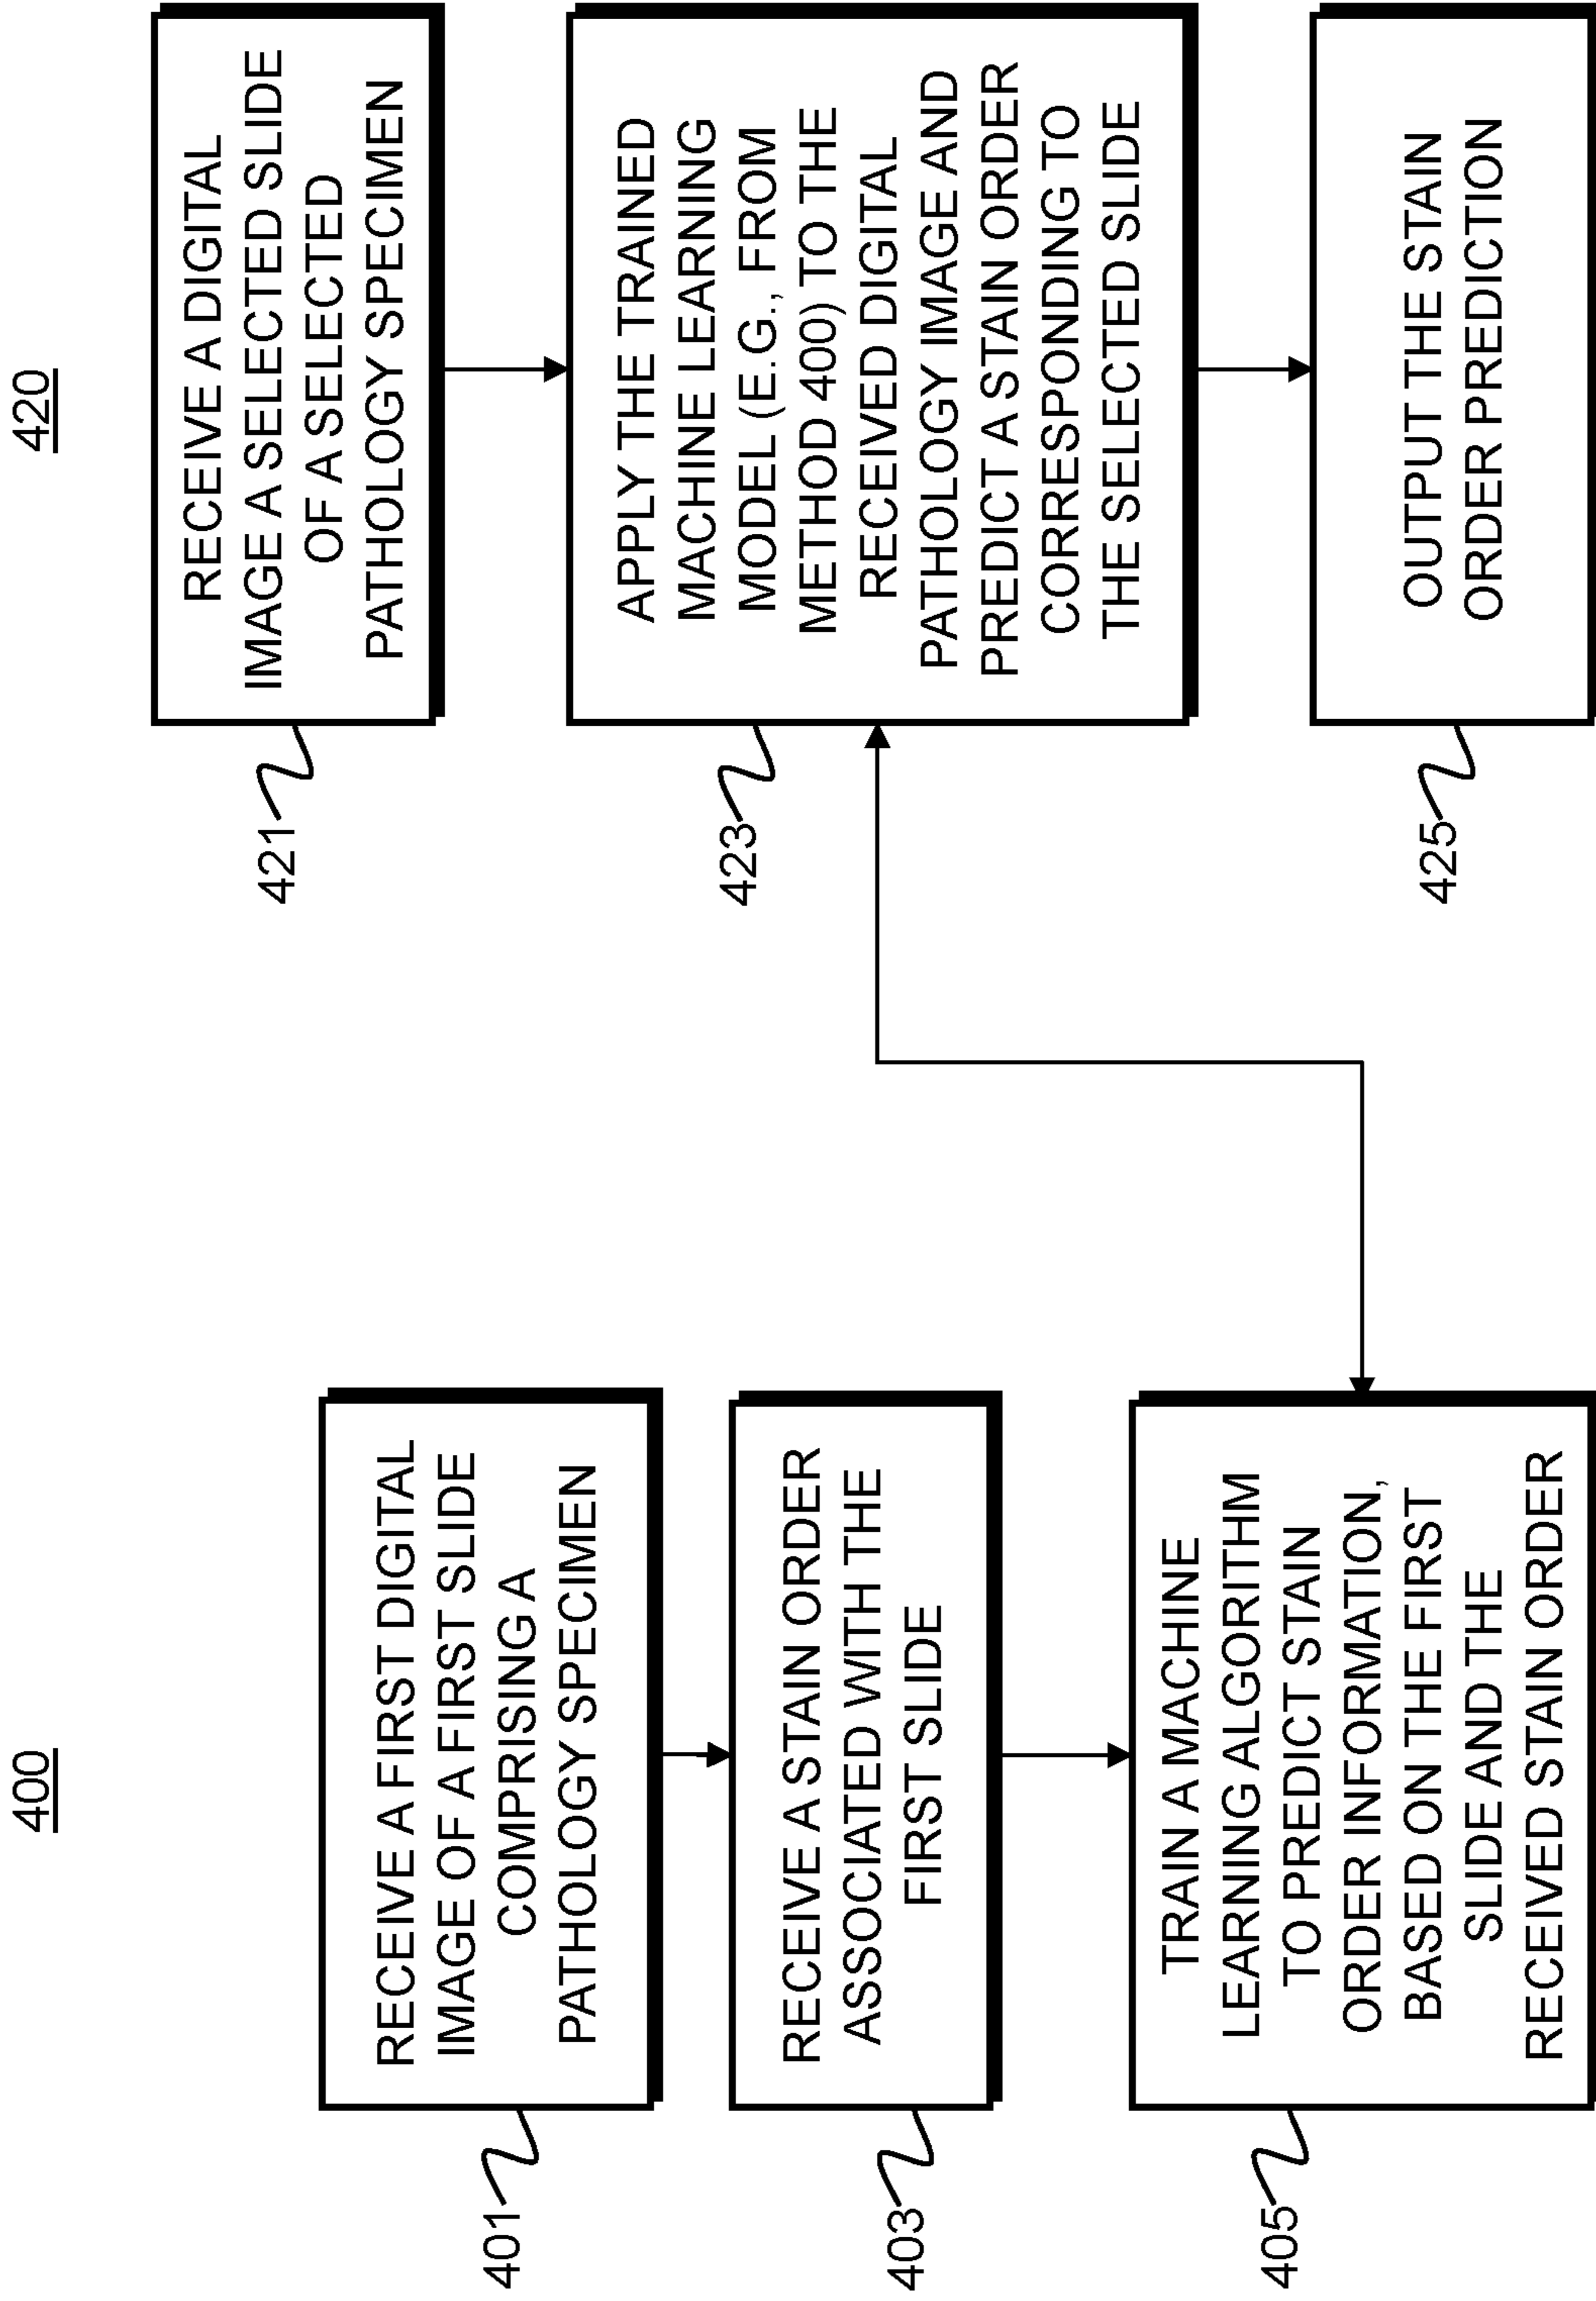 400
401
RECEIVE A FIRST DIGITAL
IMAGE OF A FIRST SLIDE
COMPRISING A
PATHOLOGY SPECIMEN
403
RECEIVE A STAIN ORDER
ASSOCIATED WITH THE
FIRST SLIDE
405
TRAIN A MACHINE
LEARNING ALGORITHM
TO PREDICT STAIN
ORDER INFORMATION,
BASED ON THE FIRST
SLIDE AND THE
RECEIVED STAIN ORDER
420
421
RECEIVE A DIGITAL
IMAGE A SELECTED SLIDE
OF A SELECTED
PATHOLOGY SPECIMEN
423
APPLY THE TRAINED
MACHINE LEARNING
MODEL (E.G., FROM
METHOD 400) TO THE
RECEIVED DIGITAL
PATHOLOGY IMAGE AND
PREDICT A STAIN ORDER
CORRESPONDING TO
THE SELECTED SLIDE
425
OUTPUT THE STAIN
ORDER PREDICTION